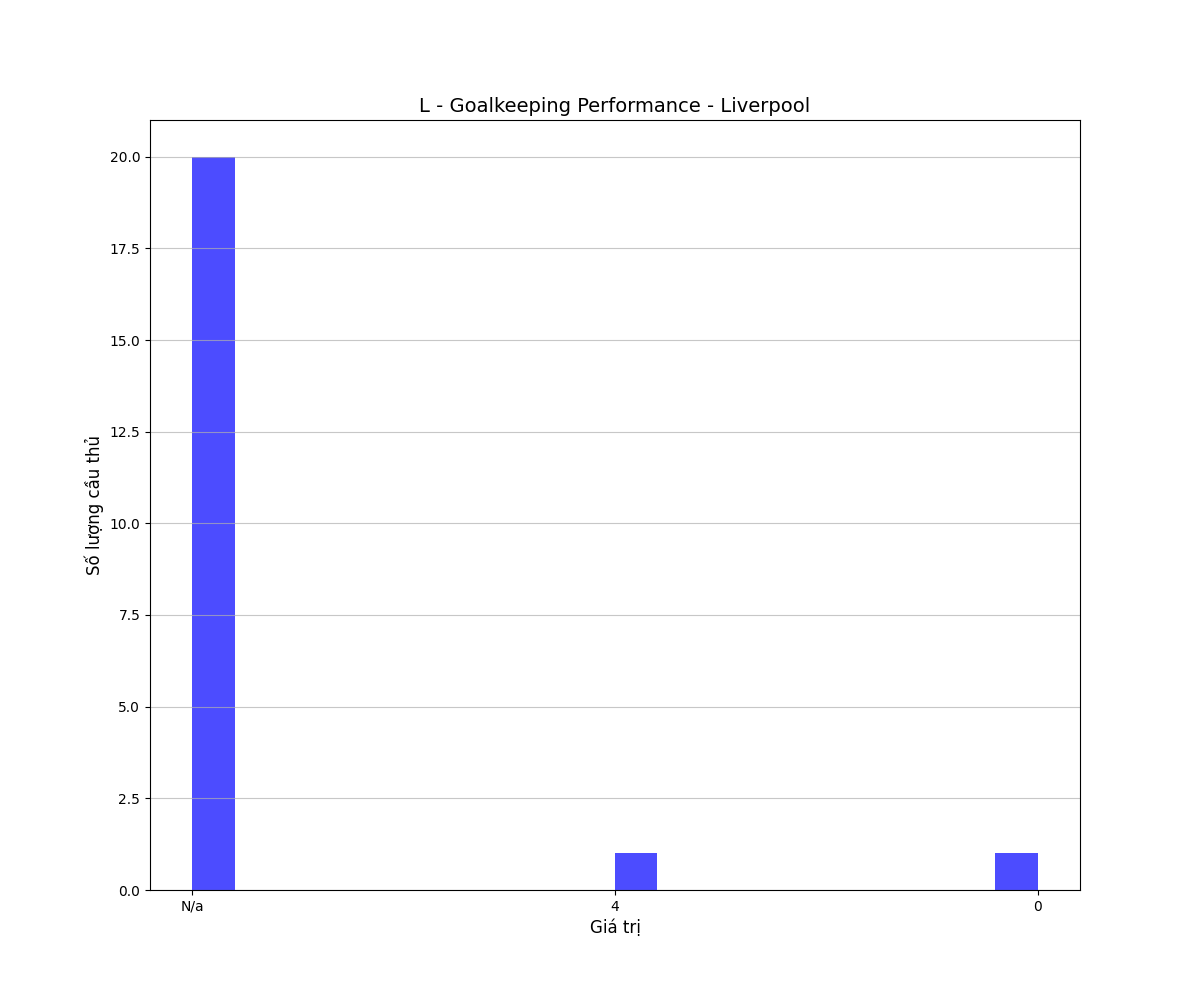 L - Goalkeeping Performance - Liverpool
20.0
17.5
15.0
12.5
10.0
7.5
5.0
2.5
0.0
Số lượng cầu thủ
N/a 4 0
Giá trị